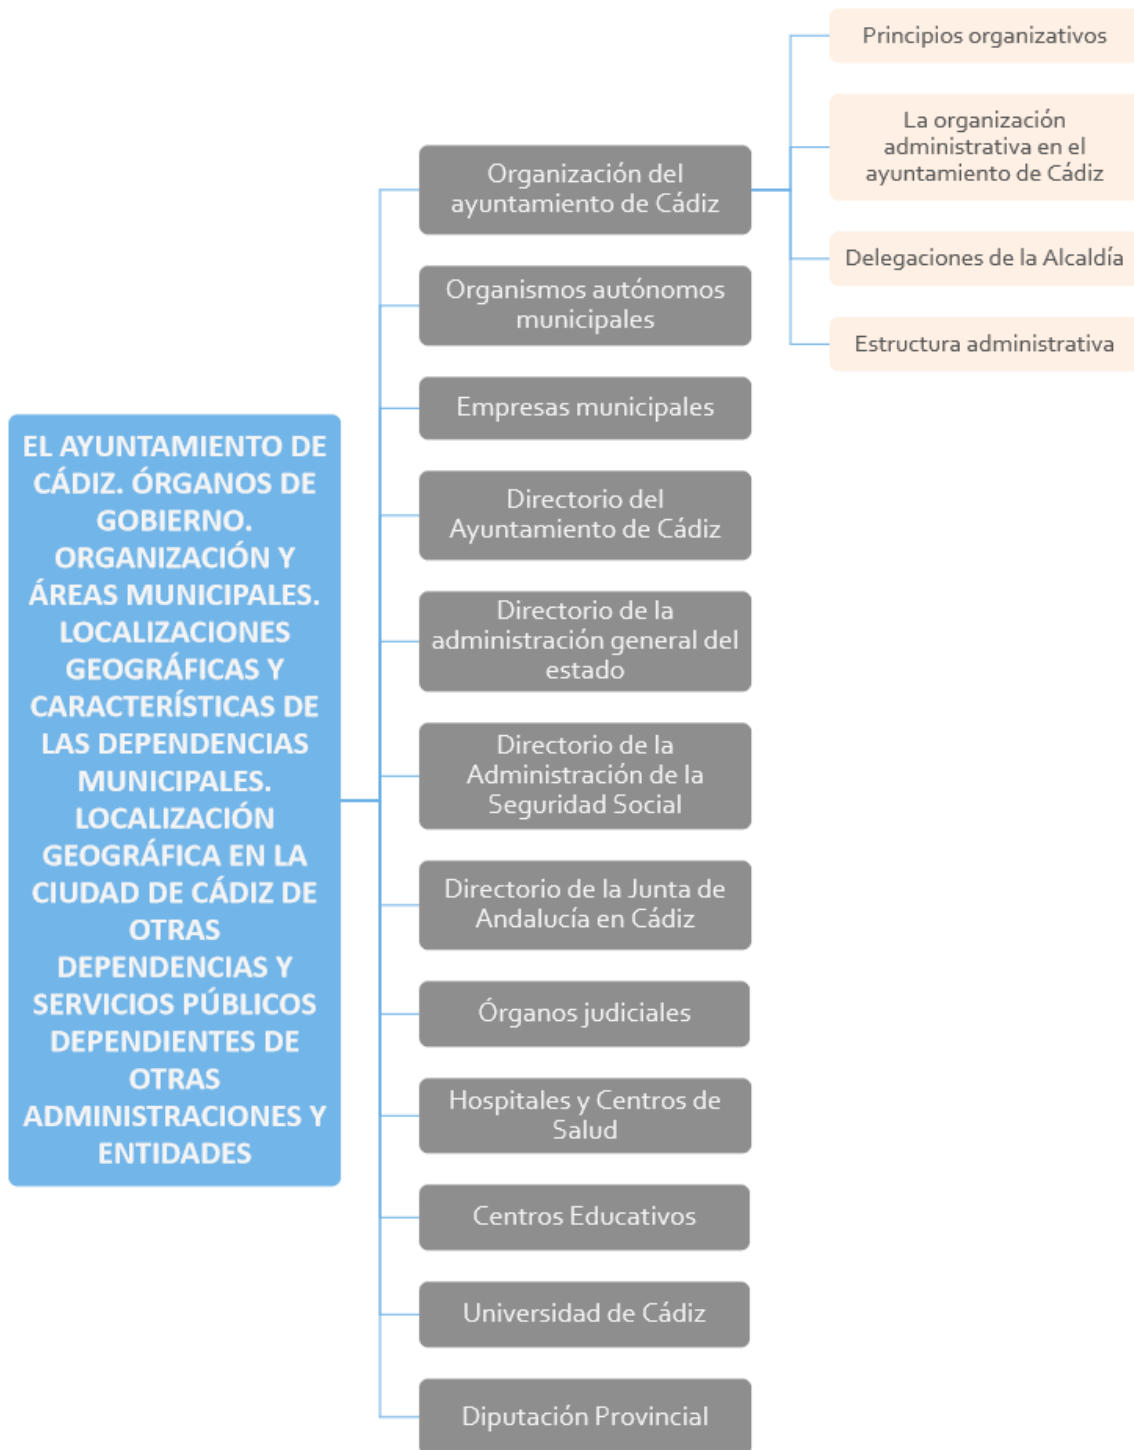 EL AYUNTAMIENTO DE
CÁDIZ. ÓRGANOS DE
GOBIERNO.
ORGANIZACIÓN Y
ÁREAS MUNICIPALES.
LOCALIZACIONES
GEOGRÁFICAS Y
CARACTERÍSTICAS DE
LAS DEPENDENCIAS
MUNICIPALES.
LOCALIZACIÓN
GEOGRÁFICA EN LA
CIUDAD DE CÁDIZ DE
OTRAS
DEPENDENCIAS Y
SERVICIOS PÚBLICOS
DEPENDIENTES DE
OTRAS
ADMINISTRACIONES Y
ENTIDADES
Organización del
ayuntamiento de Cádiz
Principios organizativos
La organización
administrativa en el
ayuntamiento de Cádiz
Delegaciones de la Alcaldía
Estructura administrativa
Organismos autónomos
municipales
Empresas municipales
Directorio del
Ayuntamiento de Cádiz
Directorio de la
administración general del
estado
Directorio de la
Administración de la
Seguridad Social
Directorio de la Junta de
Andalucía en Cádiz
Órganos judiciales
Hospitales y Centros de
Salud
Centros Educativos
Universidad de Cádiz
Diputación Provincial